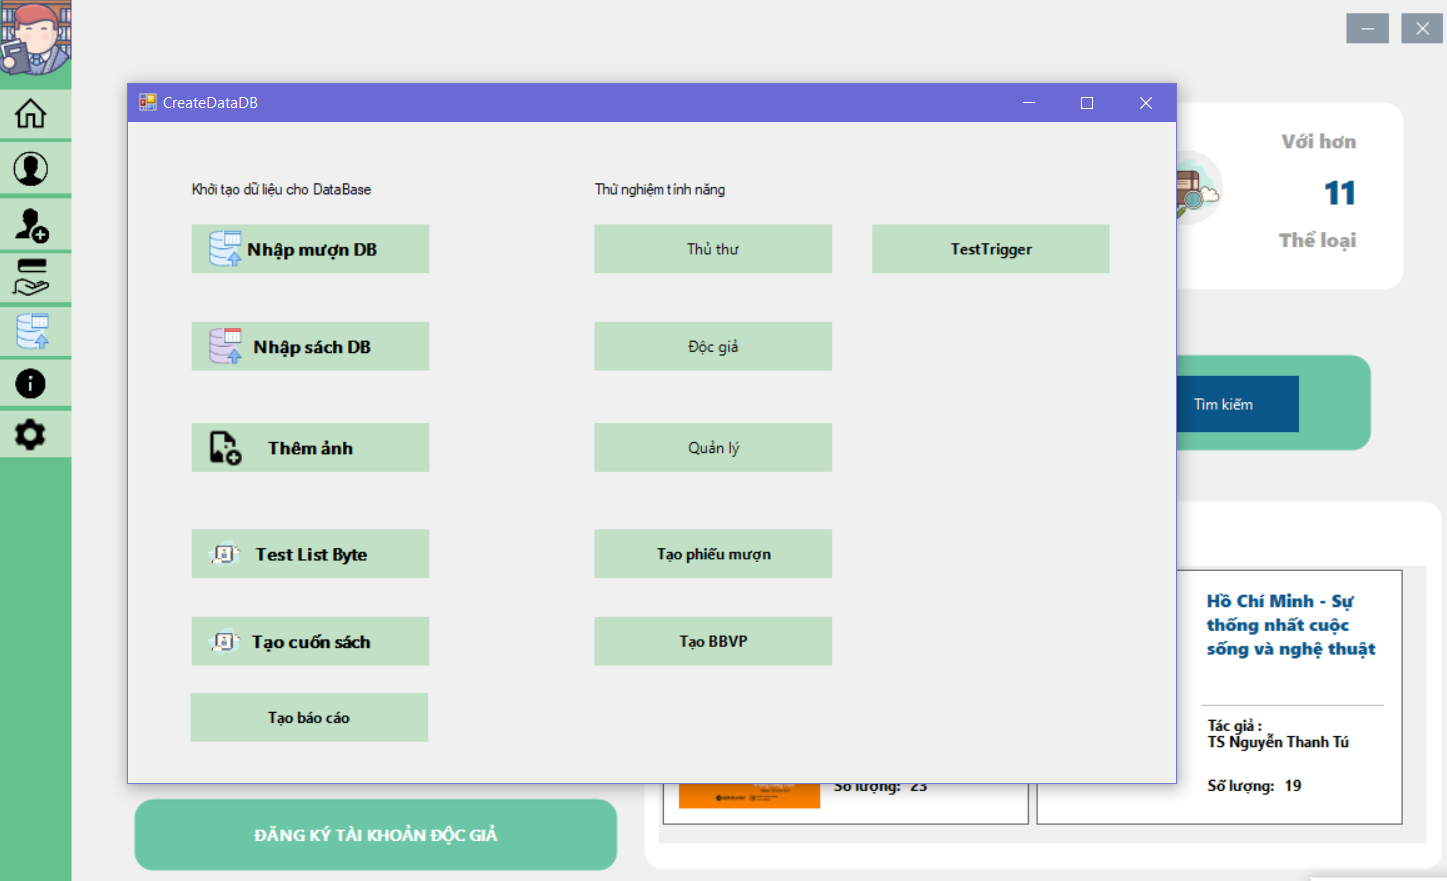 CreateDataDB
Khởi tạo dữ liệu cho DataBase
Thử nghiệm tính năng
Nhập mượn DB
Thủ thư
TestTrigger
Nhập sách DB
Độc giả
Thêm ảnh
Quản lý
Test List Byte
Tạo phiếu mượn
Tạo cuốn sách
Tạo BBVP
Tạo báo cáo
Với hơn
11
Thể loại
Tìm kiếm
Hồ Chí Minh - Sự
thống nhất cuộc
sống và nghệ thuật
Tác giả :
TS Nguyễn Thanh Tú
Số lượng: 23
Số lượng: 19
ĐĂNG KÝ TÀI KHOẢN ĐỘC GIẢ